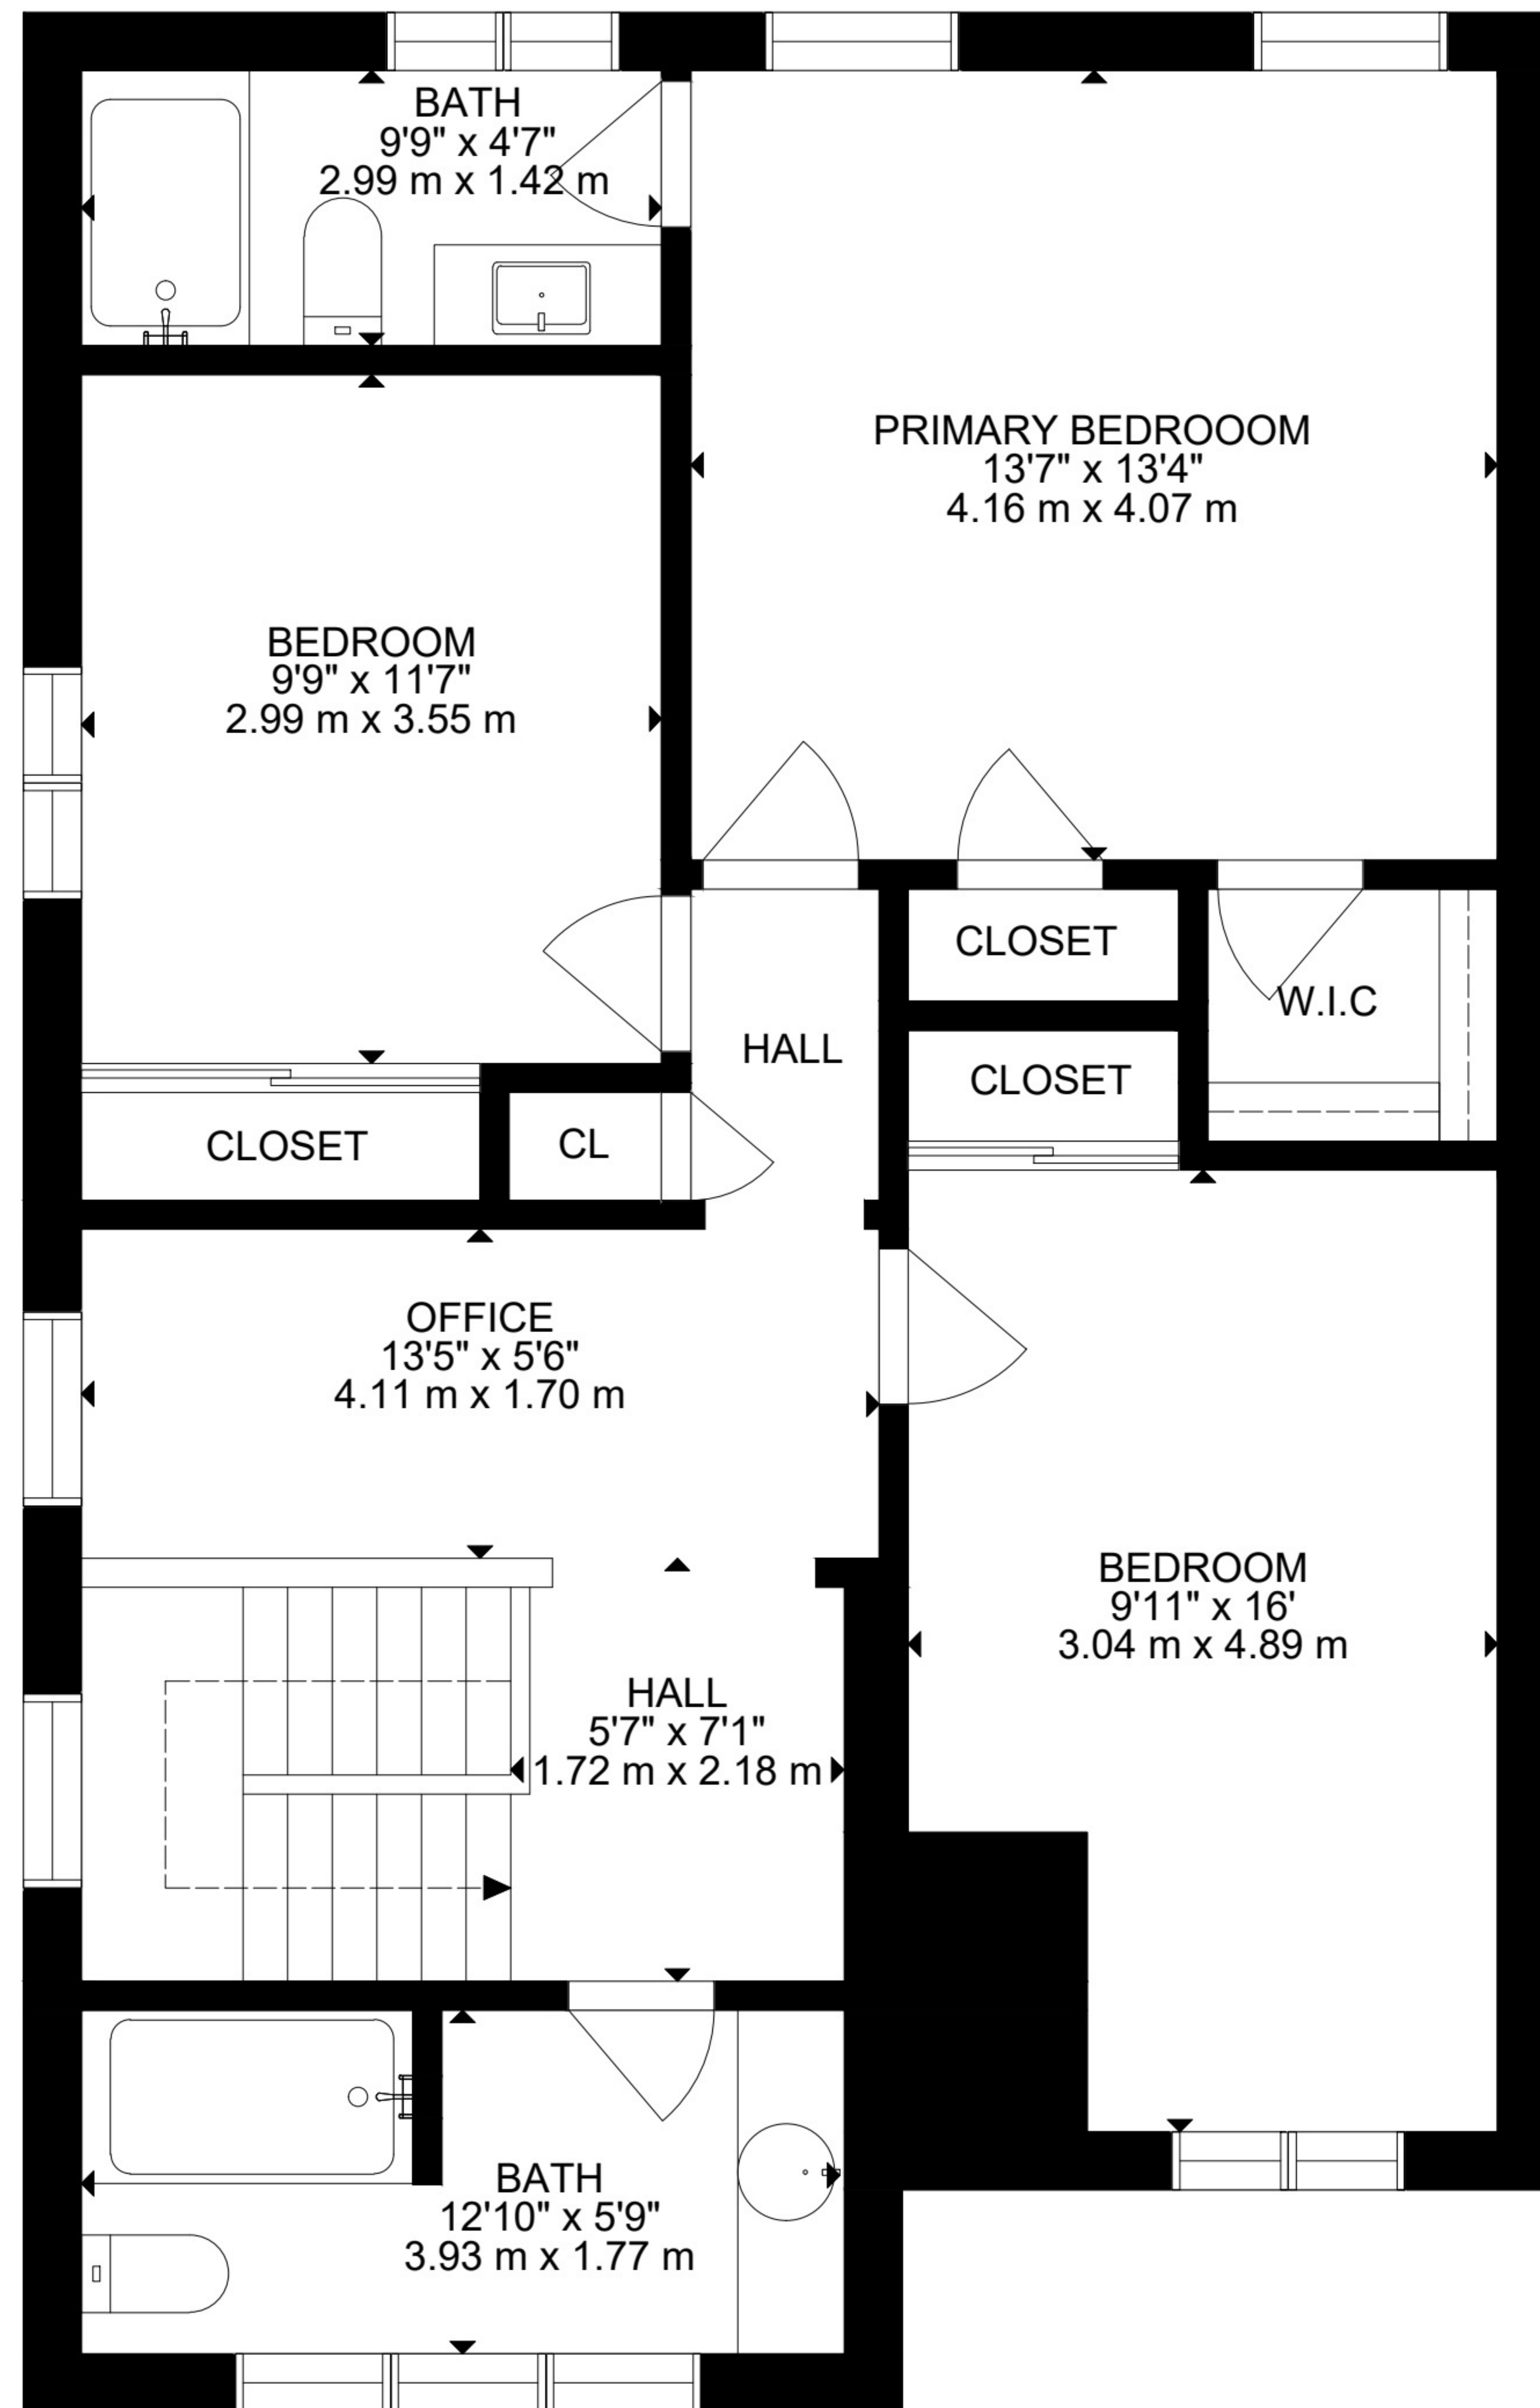 BATH
9'9" x 4'7"
2.99 m x 1.42 m
PRIMARY BEDROOOM
13'7" x 13'4"
4.16 m x 4.07 m
BEDROOM
9'9" x 11'7"
2.99 m x 3.55 m
CLOSET
W.I.C
HALL
CLOSET
CLOSET
CL
OFFICE
13'5" x 5'6"
4.11 m x 1.70 m
BEDROOM
9'11" x 16'
3.04 m x 4.89 m
HALL
5'7" x 7'1"
1.72 m x 2.18 m
BATH
12'10" x 5'9"
3.93 m x 1.77 m